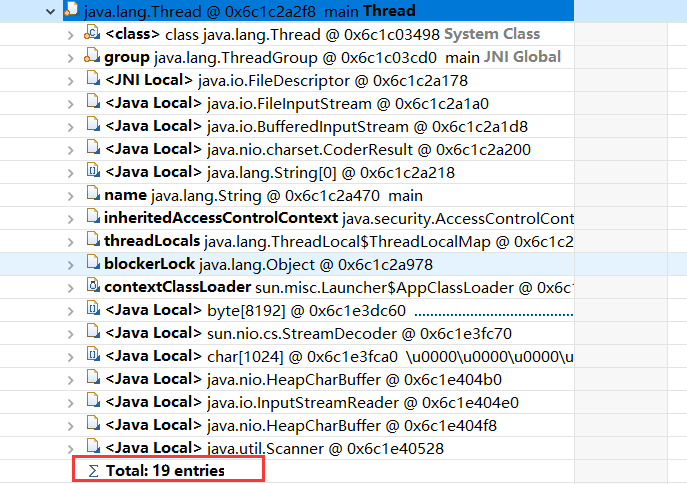 java.lang.Thread @ 0x6c1c2a2f8 main Thread
<class> class java.lang.Thread @ 0x6c1c03498 System Class
group java.lang.ThreadGroup @ 0x6c1c03cd0 main JNI Global
<JNI Local> java.io.FileDescriptor @ 0x6c1c2a178
<Java Local> java.io.FileInputStream @ 0x6c1c2a1a0
<Java Local> java.io.BufferedInputStream @ 0x6c1c2a1d8
<Java Local> java.nio.charset.CoderResult @ 0x6c1c2a200
<Java Local> java.lang.String[0] @ 0x6c1c2a218
name java.lang.String @ 0x6c1c2a470 main
inheritedAccessControlContext java.security.AccessControlCont
threadLocals java.lang.ThreadLocal$ThreadLocalMap @ 0x6c1c2
blockerLock java.lang.Object @ 0x6c1c2a978
contextClassLoader sun.misc.Launcher$AppClassLoader @ 0x6c1
<Java Local> byte[8192] @ 0x6c1e3dc60 ........................................
<Java Local> sun.nio.cs.StreamDecoder @ 0x6c1e3fc70
<Java Local> char[1024] @ 0x6c1e3fca0 \u0000\u0000\u0000\u
<Java Local> java.nio.HeapCharBuffer @ 0x6c1e404b0
<Java Local> java.io.InputStreamReader @ 0x6c1e404e0
<Java Local> java.nio.HeapCharBuffer @ 0x6c1e404f8
<Java Local> java.util.Scanner @ 0x6c1e40528
Σ Total: 19 entries